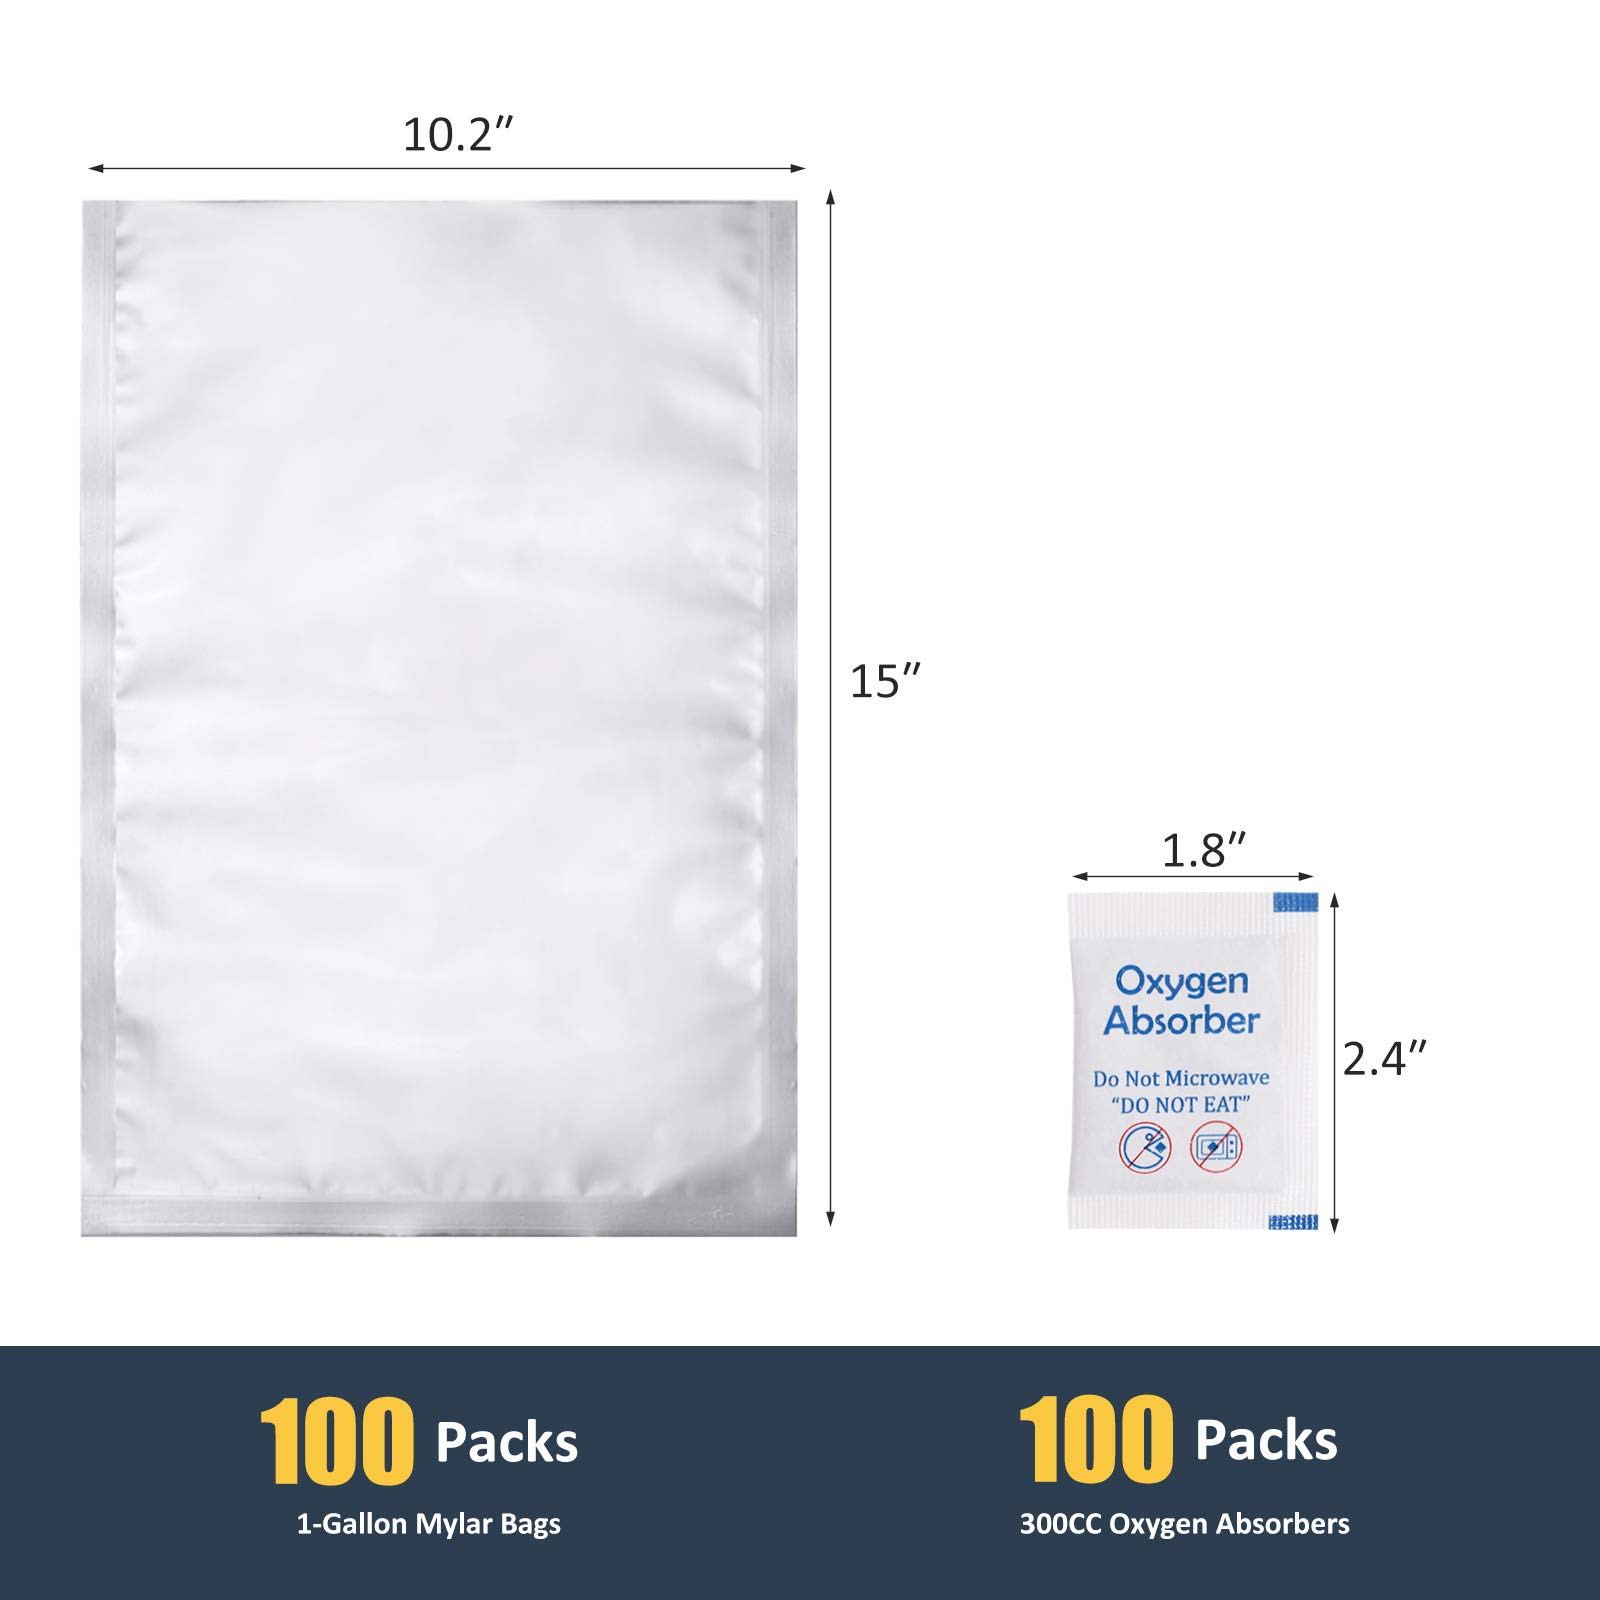 10.2″
15″
1.8″
Oxygen
Absorber
Do Not Microwave
“DO NOT EAT”
2.4″
100 Packs
1-Gallon Mylar Bags
100 Packs
300CC Oxygen Absorbers